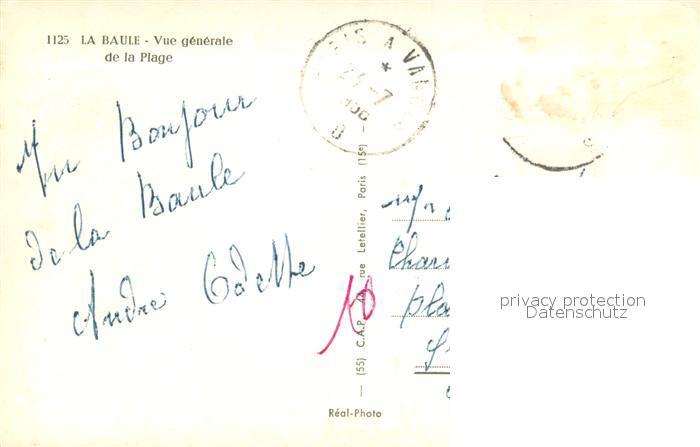 1125 LA BAULE - Vue générale
de la Plage
Un Bonjour
de la Baule
André Odette
(55) C.A.P. rue Letellier, Paris (15e)
Réal-Photo
privacy protection
Datenschutz